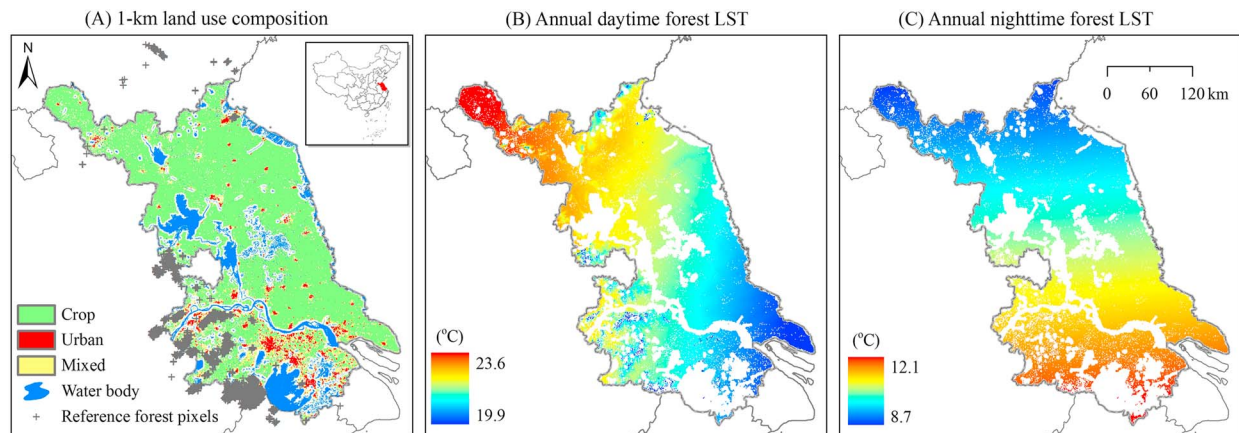 (A) 1-km land use composition
(B) Annual daytime forest LST
(C) Annual nighttime forest LST
N
0 60 120 km
Crop
Urban
Mixed
Water body
Reference forest pixels
(°C)
23.6
19.9
(°C)
12.1
8.7